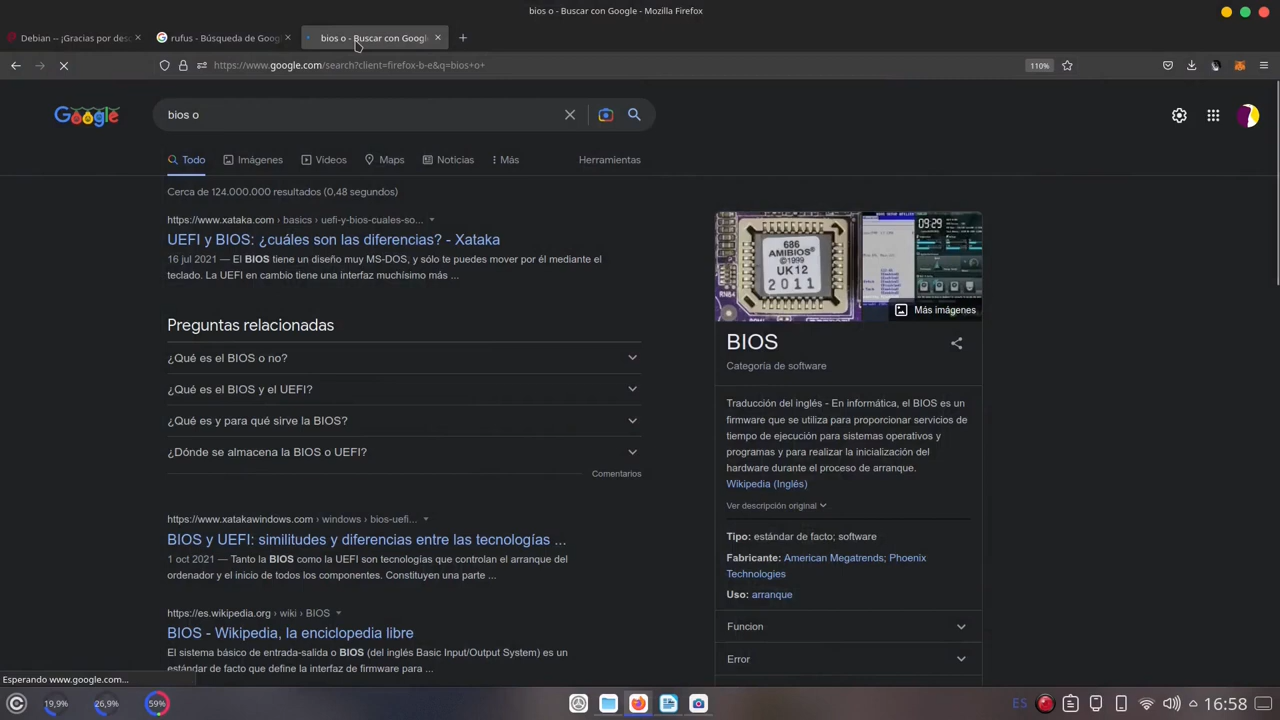 bios o - Buscar con Google - Mozilla Firefox
Debian -- ¡Gracias por des
rufus - Búsqueda de Goog
bios o - Buscar con Google
https://www.google.com/search?client=firefox-b-e&q=bios+o+
110%
Google
bios o
Todo
Imágenes
Vídeos
Maps
Noticias
Más
Herramientas
Cerca de 124.000.000 resultados (0,48 segundos)
https://www.xataka.com › basics › uefi-y-bios-cuales-so...
UEFI y ¿cuáles son las diferencias? - Xataka
16 jul 2021 — El BIOS tiene un diseño muy MS-DOS, y sólo te puedes mover por él mediante el
teclado. La UEFI en cambio tiene una interfaz muchísimo más ...
Preguntas relacionadas
¿Qué es el BIOS o no?
¿Qué es el BIOS y el UEFI?
¿Qué es y para qué sirve la BIOS?
¿Dónde se almacena la BIOS o UEFI?
Comentarios
https://www.xatakawindows.com › windows › bios-uefi...
BIOS y UEFI: similitudes y diferencias entre las tecnologías ...
1 oct 2021 — Tanto la BIOS como la UEFI son tecnologías que controlan el arranque del
ordenador y el inicio de todos los componentes. Constituyen una parte ...
https://es.wikipedia.org › wiki › BIOS
BIOS - Wikipedia, la enciclopedia libre
El sistema básico de entrada-salida o BIOS (del inglés Basic Input/Output System) es un
estándar de facto que define la interfaz de firmware para ...
686
AMIBIOS®
©1999
UK12
2011
RN64
09:29
Más imágenes
BIOS
Categoría de software
Traducción del inglés - En informática, el BIOS es un
firmware que se utiliza para proporcionar servicios de
tiempo de ejecución para sistemas operativos y
programas y para realizar la inicialización del
hardware durante el proceso de arranque.
Wikipedia (Inglés)
Ver descripción original
Tipo: estándar de facto; software
Fabricante: American Megatrends; Phoenix
Technologies
Uso: arranque
Funcion
Error
Esperando www.google.com...
19,9%
26,9%
59%
ES
16:58